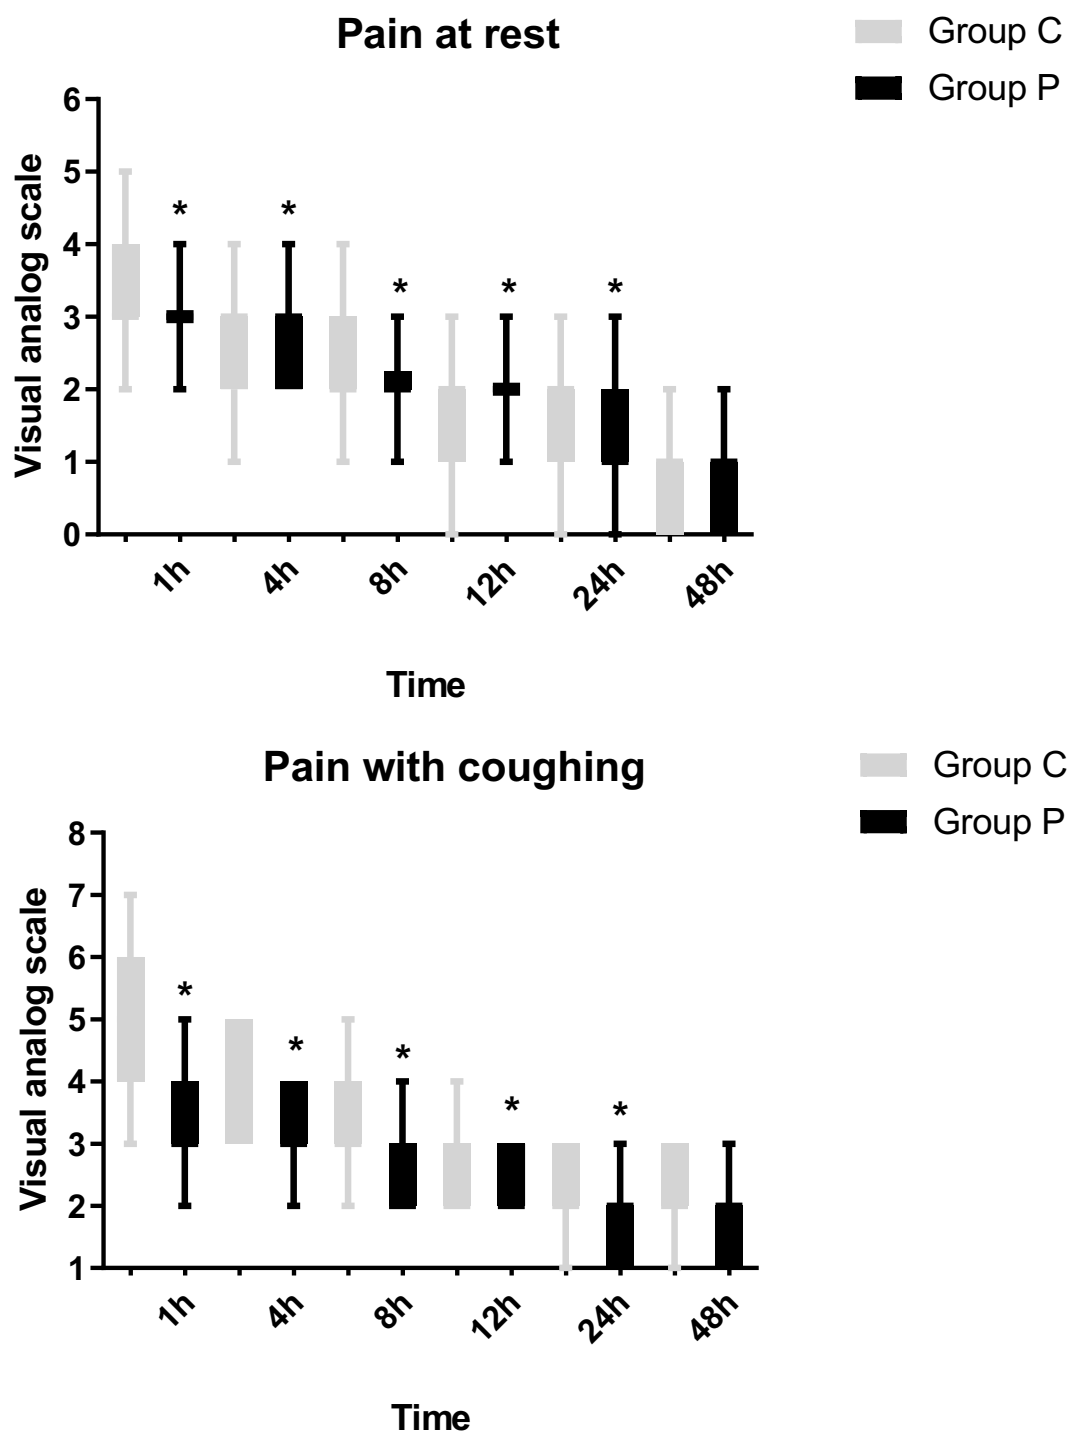 Pain at rest
Group C
Group P
Visual analog scale
6
5
4
3
2
1
0
* * * * *
1h 4h 8h 12h 24h 48h
Time
Pain with coughing
Group C
Group P
Visual analog scale
8
7
6
5
4
3
2
1
* * * * *
1h 4h 8h 12h 24h 48h
Time